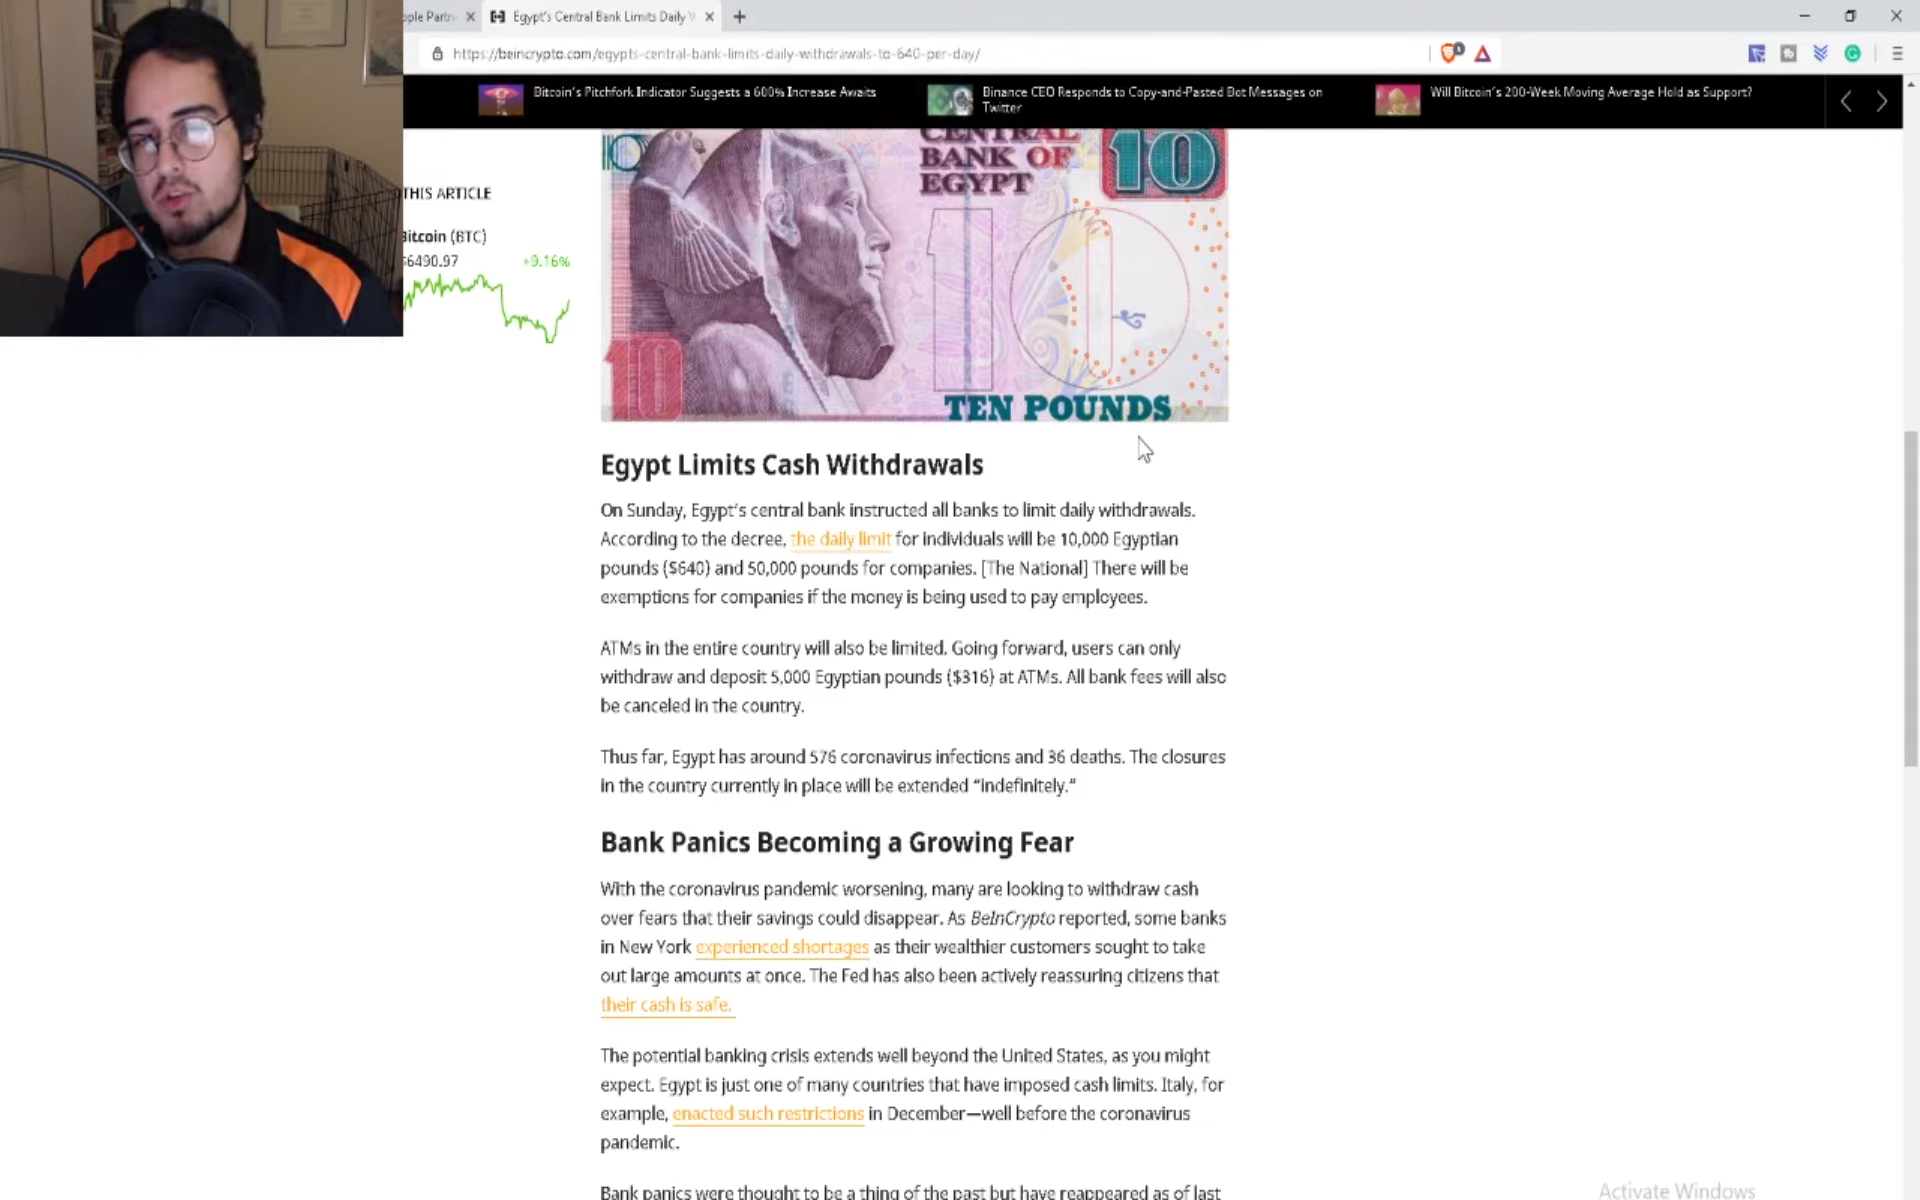 ple Partn
Egypt's Central Bank Limits Daily
https://beincrypto.com/egypts-central-bank-limits-daily-withdrawals-to-640-per-day/
Bitcoin's Pitchfork Indicator Suggests a 600% Increase Awaits
Binance CEO Responds to Copy-and-Pasted Bot Messages on
Twitter
Will Bitcoin's 200-Week Moving Average Hold as Support?
THIS ARTICLE
Bitcoin (BTC)
$6490.97 +9.16%
10
CENTRAL
BANK OF
EGYPT
10
10
10
TEN POUNDS
Egypt Limits Cash Withdrawals
On Sunday, Egypt's central bank instructed all banks to limit daily withdrawals.
According to the decree, the daily limit for individuals will be 10,000 Egyptian
pounds ($640) and 50,000 pounds for companies. [The National] There will be
exemptions for companies if the money is being used to pay employees.
ATMs in the entire country will also be limited. Going forward, users can only
withdraw and deposit 5,000 Egyptian pounds ($316) at ATMs. All bank fees will also
be canceled in the country.
Thus far, Egypt has around 576 coronavirus infections and 36 deaths. The closures
in the country currently in place will be extended “indefinitely.”
Bank Panics Becoming a Growing Fear
With the coronavirus pandemic worsening, many are looking to withdraw cash
over fears that their savings could disappear. As BeInCrypto reported, some banks
in New York experienced shortages as their wealthier customers sought to take
out large amounts at once. The Fed has also been actively reassuring citizens that
their cash is safe.
The potential banking crisis extends well beyond the United States, as you might
expect. Egypt is just one of many countries that have imposed cash limits. Italy, for
example, enacted such restrictions in December—well before the coronavirus
pandemic.
Bank panics were thought to be a thing of the past but have reappeared as of last
Activate Windows